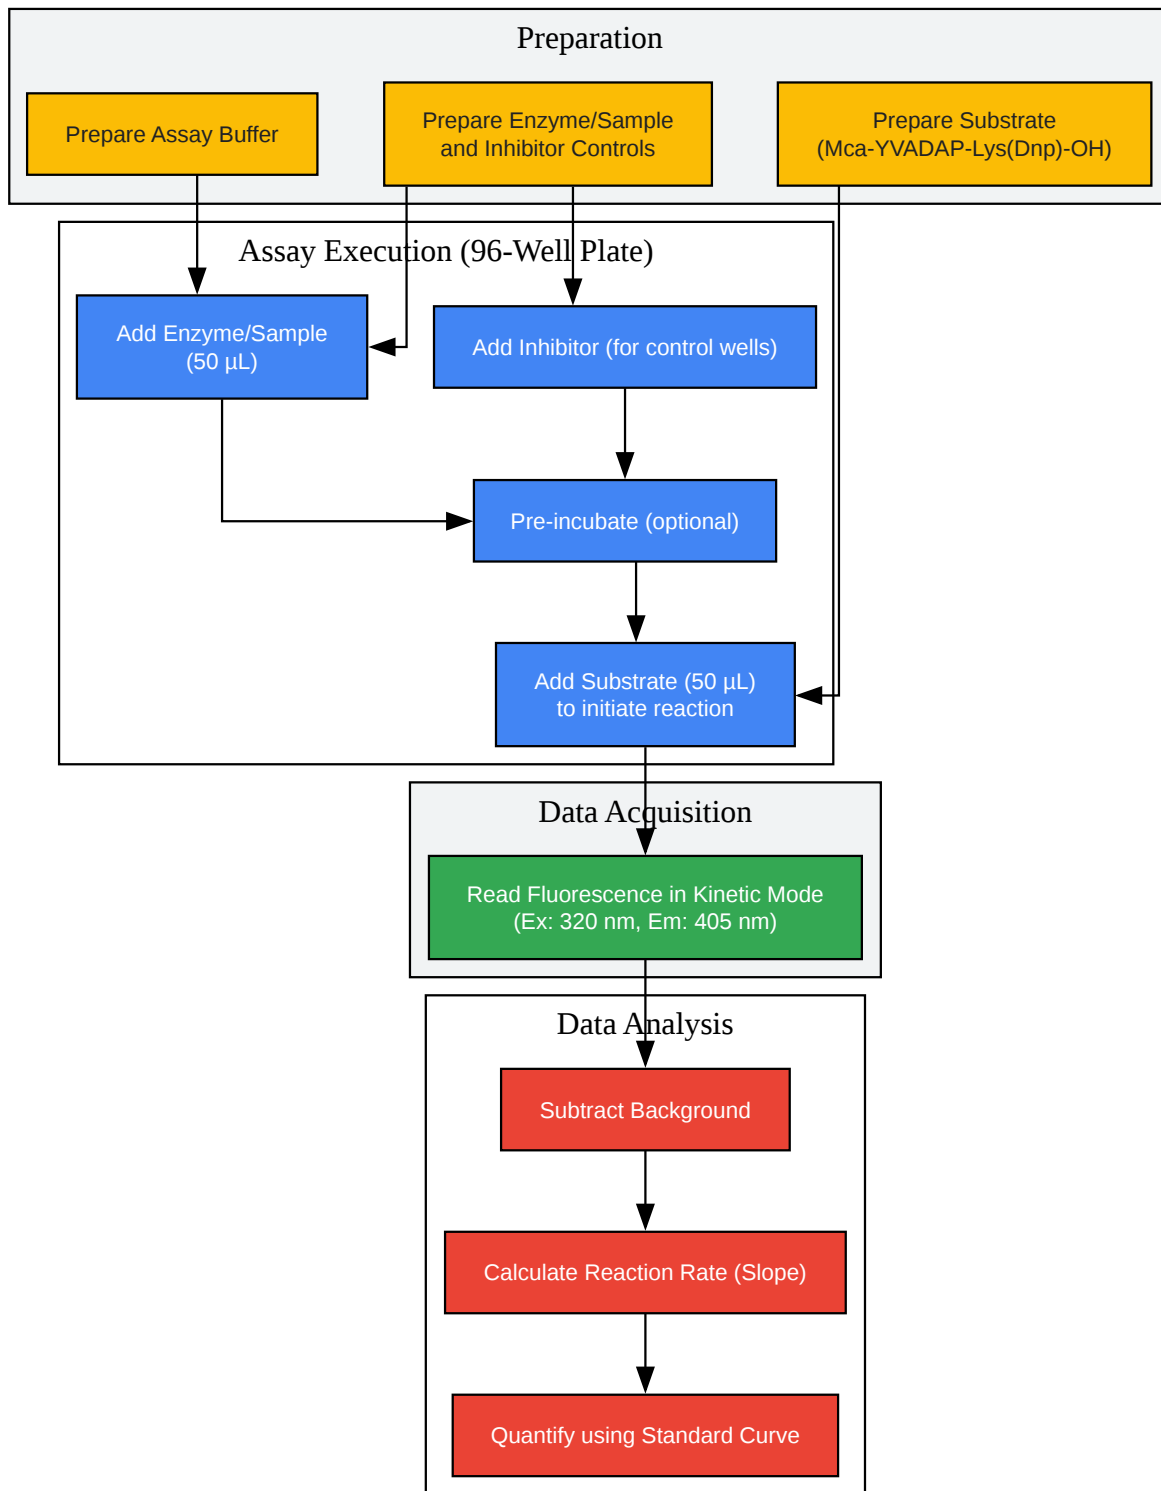 Preparation
Prepare Assay Buffer
Prepare Enzyme/Sample
and Inhibitor Controls
Prepare Substrate
(Mca-YVADAP-Lys(Dnp)-OH)
Assay Execution (96-Well Plate)
Add Enzyme/Sample
(50 µL)
Add Inhibitor (for control wells)
Pre-incubate (optional)
Add Substrate (50 µL)
to initiate reaction
Data Acquisition
Read Fluorescence in Kinetic Mode
(Ex: 320 nm, Em: 405 nm)
Data Analysis
Subtract Background
Calculate Reaction Rate (Slope)
Quantify using Standard Curve